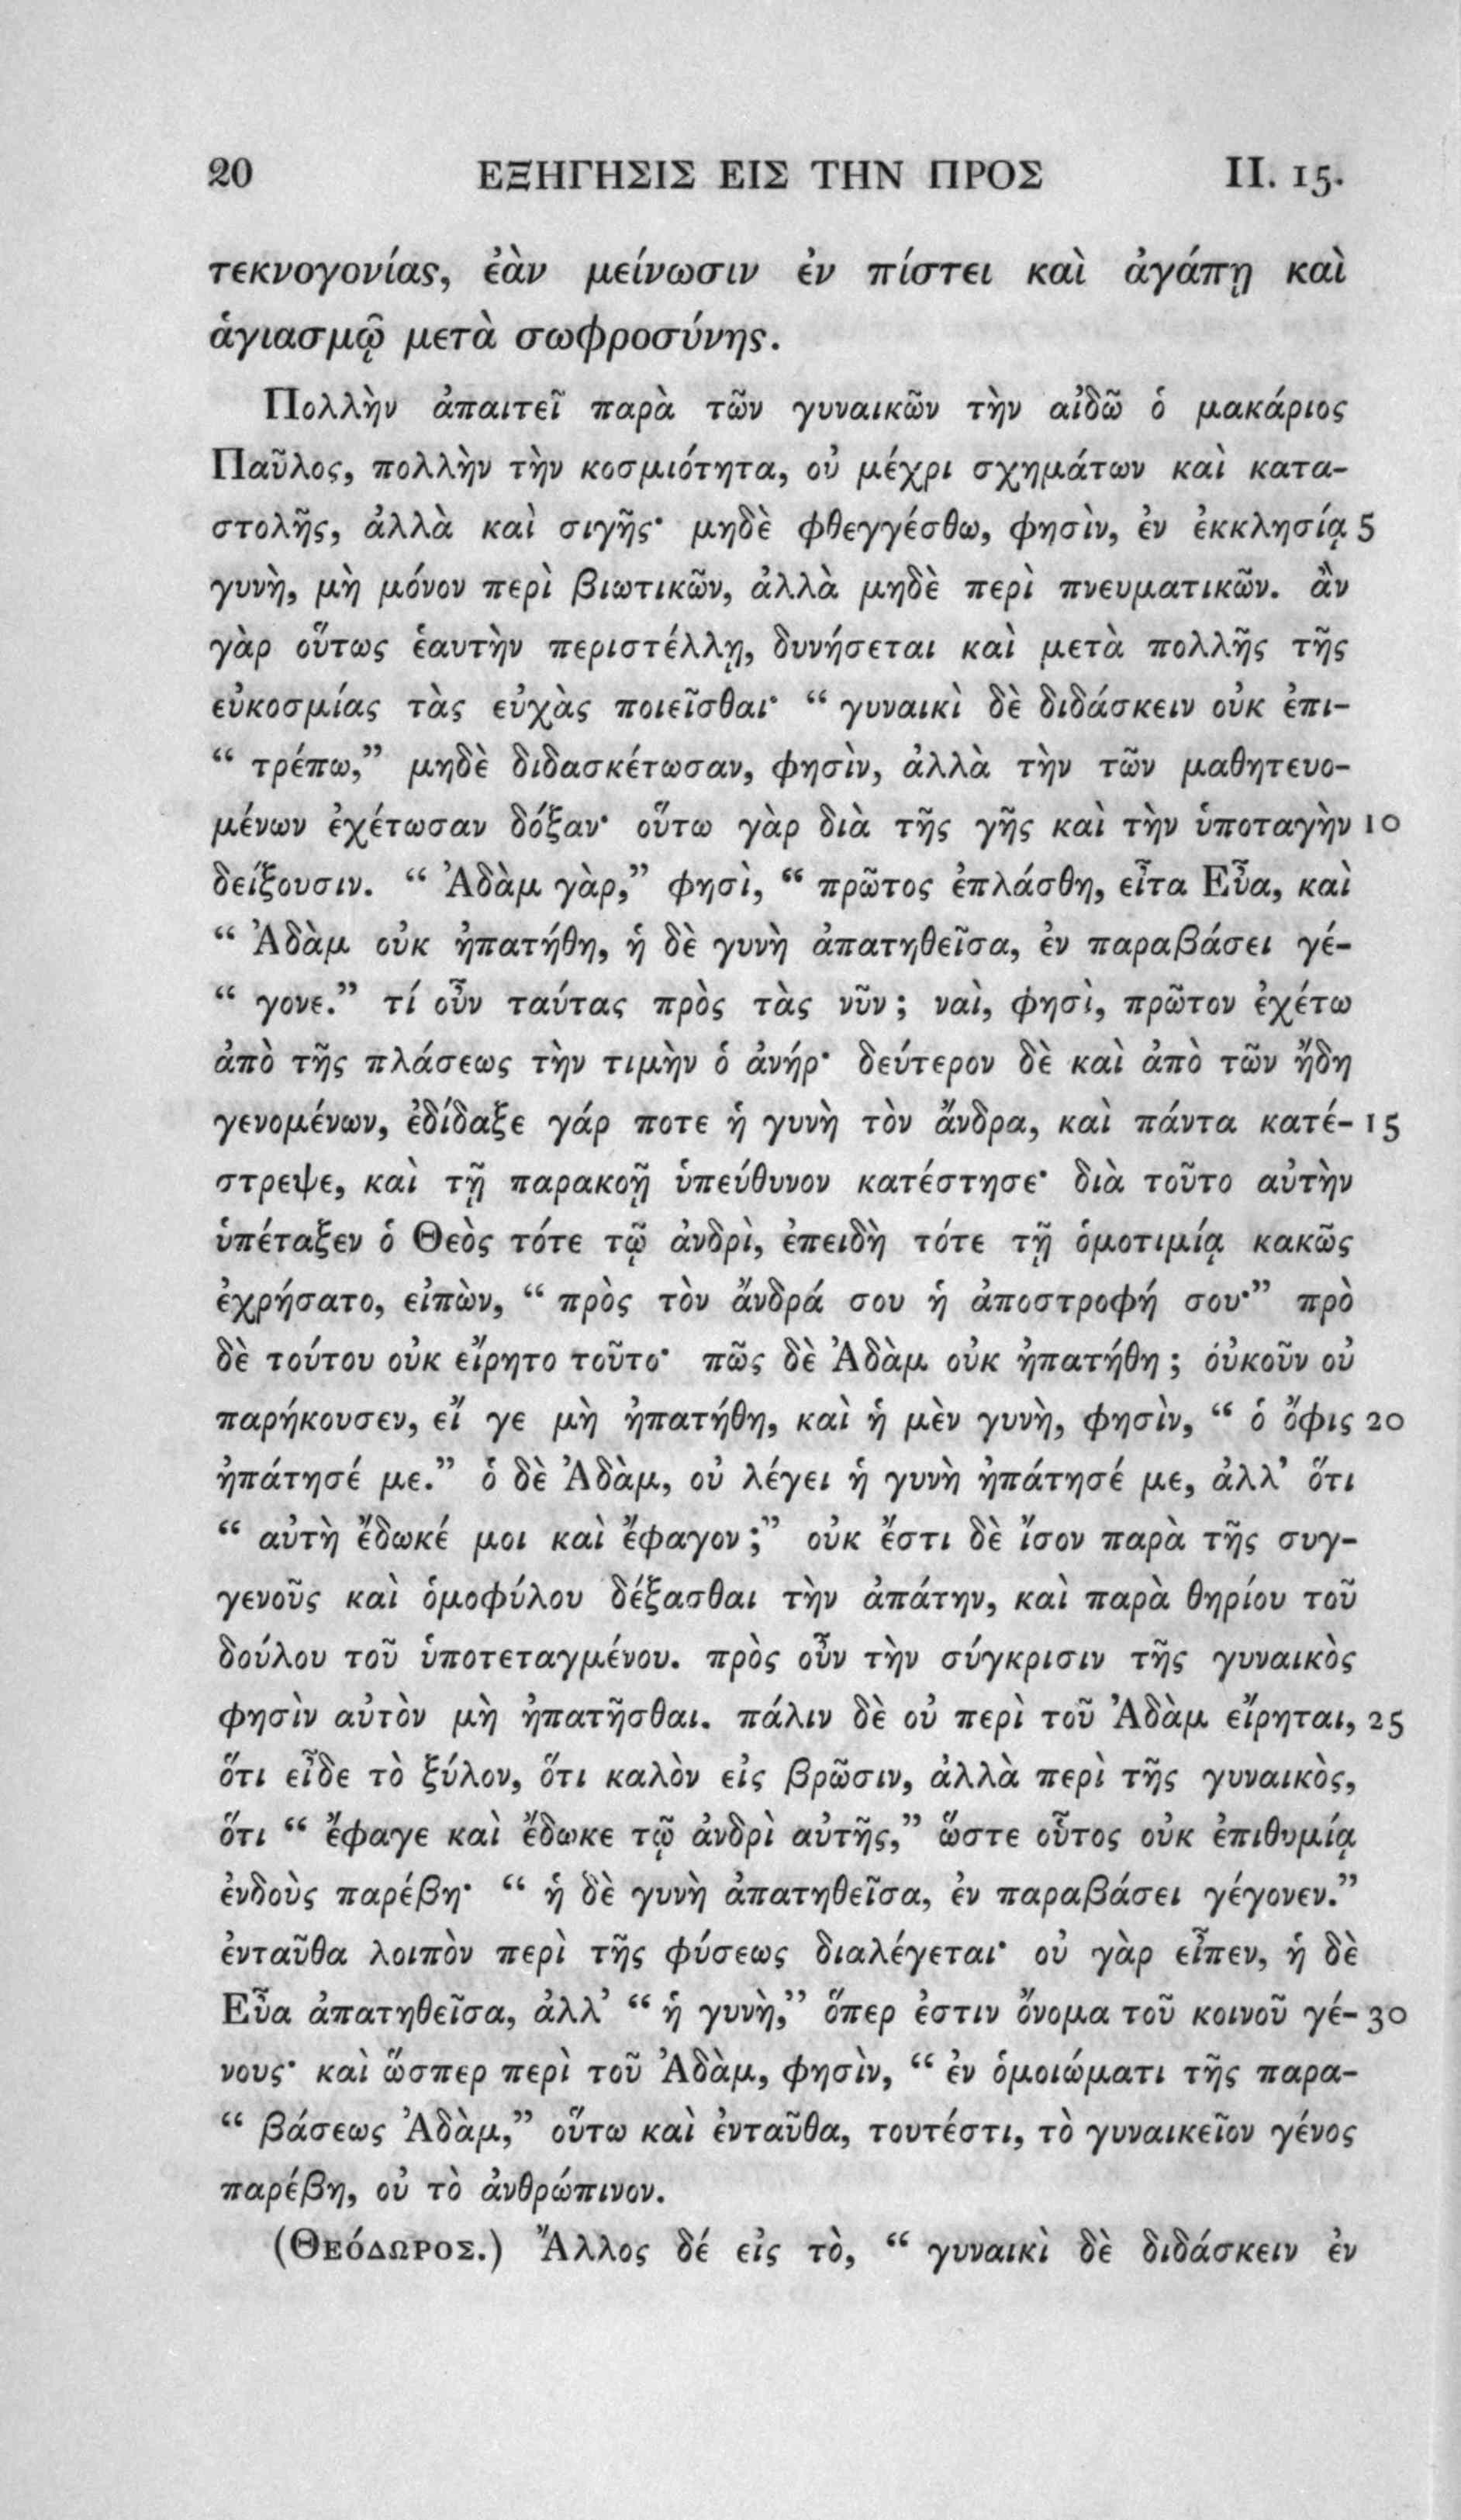 20 ΕΞΗΓΗΣΙΣ ΕΙΣ ΤΗΝ ΠΡΟΣ II. 15.
τεκνογονίας, ἐὰν μείνωσιν ἐν πίστει καὶ ἀγάπῃ καὶ
ἁγιασμῷ μετὰ σωφροσύνης.
Πολλὴν ἀπαιτεῖ παρὰ τῶν γυναικῶν τὴν αἰδῶ ὁ μακάριος
Παῦλος, πολλὴν τὴν κοσμιότητα, οὐ μέχρι σχημάτων καὶ κατα-
στολῆς, ἀλλὰ καὶ σιγῆς· μηδὲ φθεγγέσθω, φησὶν, ἐν ἐκκλησίᾳ 5
γυνὴ, μὴ μόνον περὶ βιωτικῶν, ἀλλὰ μηδὲ περὶ πνευματικῶν. ἂν
γὰρ οὕτως ἑαυτὴν περιστέλλῃ, δυνήσεται καὶ μετὰ πολλῆς τῆς
εὐκοσμίας τὰς εὐχὰς ποιεῖσθαι· “ γυναικὶ δὲ διδάσκειν οὐκ ἐπι-
“ τρέπω,” μηδὲ διδασκέτωσαν, φησὶν, ἀλλὰ τὴν τῶν μαθητευο-
μένων ἐχέτωσαν δόξαν· οὕτω γὰρ διὰ τῆς γῆς καὶ τὴν ὑποταγὴν 10
δείξουσιν. “ Ἀδὰμ γὰρ,” φησὶ, “ πρῶτος ἐπλάσθη, εἶτα Εὖα, καὶ
“ Ἀδὰμ οὐκ ἠπατήθη, ἡ δὲ γυνὴ ἀπατηθεῖσα, ἐν παραβάσει γέ-
“ γονε.” τί οὖν ταύτας πρὸς τὰς νῦν ; ναὶ, φησὶ, πρῶτον ἐχέτω
ἀπὸ τῆς πλάσεως τὴν τιμὴν ὁ ἀνήρ· δεύτερον δὲ καὶ ἀπὸ τῶν ἤδη
γενομένων, ἐδίδαξε γάρ ποτε ἡ γυνὴ τὸν ἄνδρα, καὶ πάντα κατέ- 15
στρεψε, καὶ τῇ παρακοῇ ὑπεύθυνον κατέστησε· διὰ τοῦτο αὐτὴν
ὑπέταξεν ὁ Θεὸς τότε τῷ ἀνδρὶ, ἐπειδὴ τότε τῇ ὁμοτιμίᾳ κακῶς
ἐχρήσατο, εἰπὼν, “ πρὸς τὸν ἄνδρά σου ἡ ἀποστροφή σου·” πρὸ
δὲ τούτου οὐκ εἴρητο τοῦτο· πῶς δὲ Ἀδὰμ οὐκ ἠπατήθη ; οὐκοῦν οὐ
παρήκουσεν, εἴ γε μὴ ἠπατήθη, καὶ ἡ μὲν γυνὴ, φησὶν, “ ὁ ὄφις 20
ἠπάτησέ με.” ὁ δὲ Ἀδὰμ, οὐ λέγει ἡ γυνὴ ἠπάτησέ με, ἀλλ’ ὅτι
“ αὐτὴ ἔδωκέ μοι καὶ ἔφαγον ;” οὐκ ἔστι δὲ ἴσον παρὰ τῆς συγ-
γενοῦς καὶ ὁμοφύλου δέξασθαι τὴν ἀπάτην, καὶ παρὰ θηρίου τοῦ
δούλου τοῦ ὑποτεταγμένου. πρὸς οὖν τὴν σύγκρισιν τῆς γυναικὸς
φησὶν αὐτὸν μὴ ἠπατῆσθαι. πάλιν δὲ οὐ περὶ τοῦ Ἀδὰμ εἴρηται, 25
ὅτι εἶδε τὸ ξύλον, ὅτι καλὸν εἰς βρῶσιν, ἀλλὰ περὶ τῆς γυναικὸς,
ὅτι “ ἔφαγε καὶ ἔδωκε τῷ ἀνδρὶ αὐτῆς,” ὥστε οὗτος οὐκ ἐπιθυμίᾳ
ἐνδοὺς παρέβη· “ ἡ δὲ γυνὴ ἀπατηθεῖσα, ἐν παραβάσει γέγονεν.”
ἐνταῦθα λοιπὸν περὶ τῆς φύσεως διαλέγεται· οὐ γὰρ εἶπεν, ἡ δὲ
Εὖα ἀπατηθεῖσα, ἀλλ’ “ ἡ γυνὴ,” ὅπερ ἐστιν ὄνομα τοῦ κοινοῦ γέ- 30
νους· καὶ ὥσπερ περὶ τοῦ Ἀδὰμ, φησὶν, “ ἐν ὁμοιώματι τῆς παρα-
“ βάσεως Ἀδὰμ,” οὕτω καὶ ἐνταῦθα, τουτέστι, τὸ γυναικεῖον γένος
παρέβη, οὐ τὸ ἀνθρώπινον.
(Θεόδωρος.) Ἄλλος δέ εἰς τὸ, “ γυναικὶ δὲ διδάσκειν ἐν